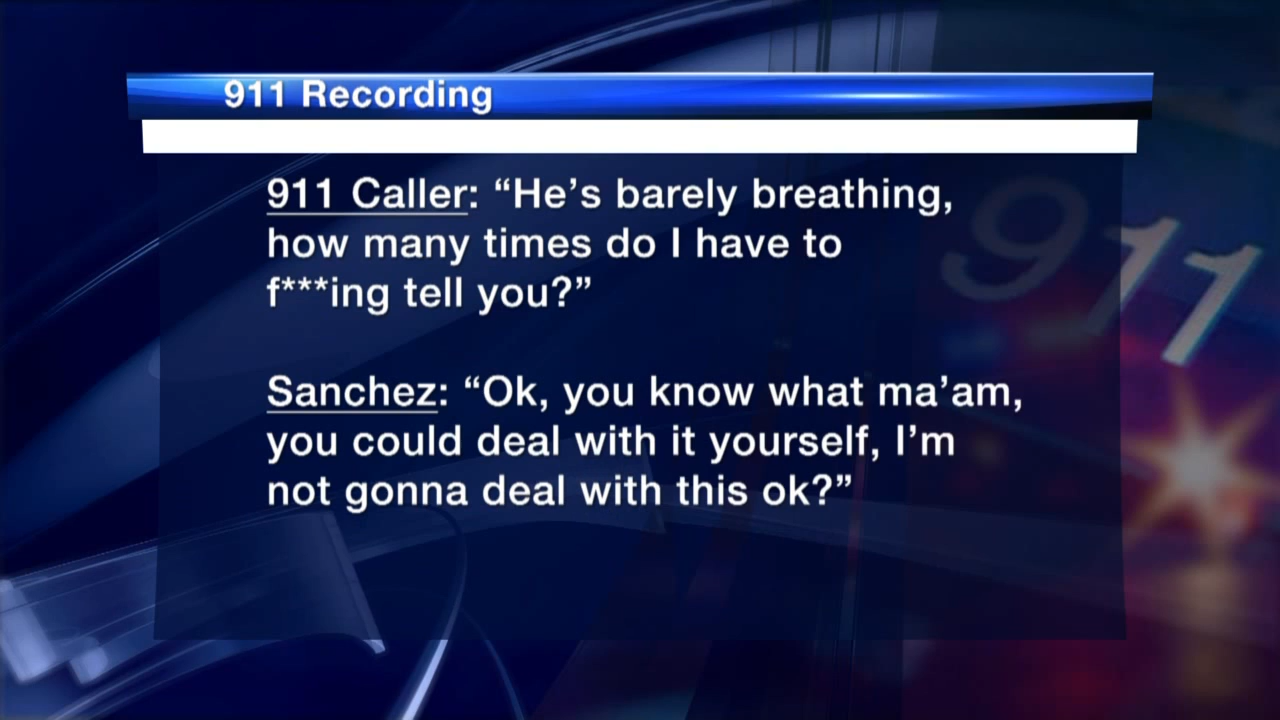 911 Recording
911 Caller: “He’s barely breathing,
how many times do I have to
f***ing tell you?”
Sanchez: “Ok, you know what ma’am,
you could deal with it yourself, I’m
not gonna deal with this ok?”
911